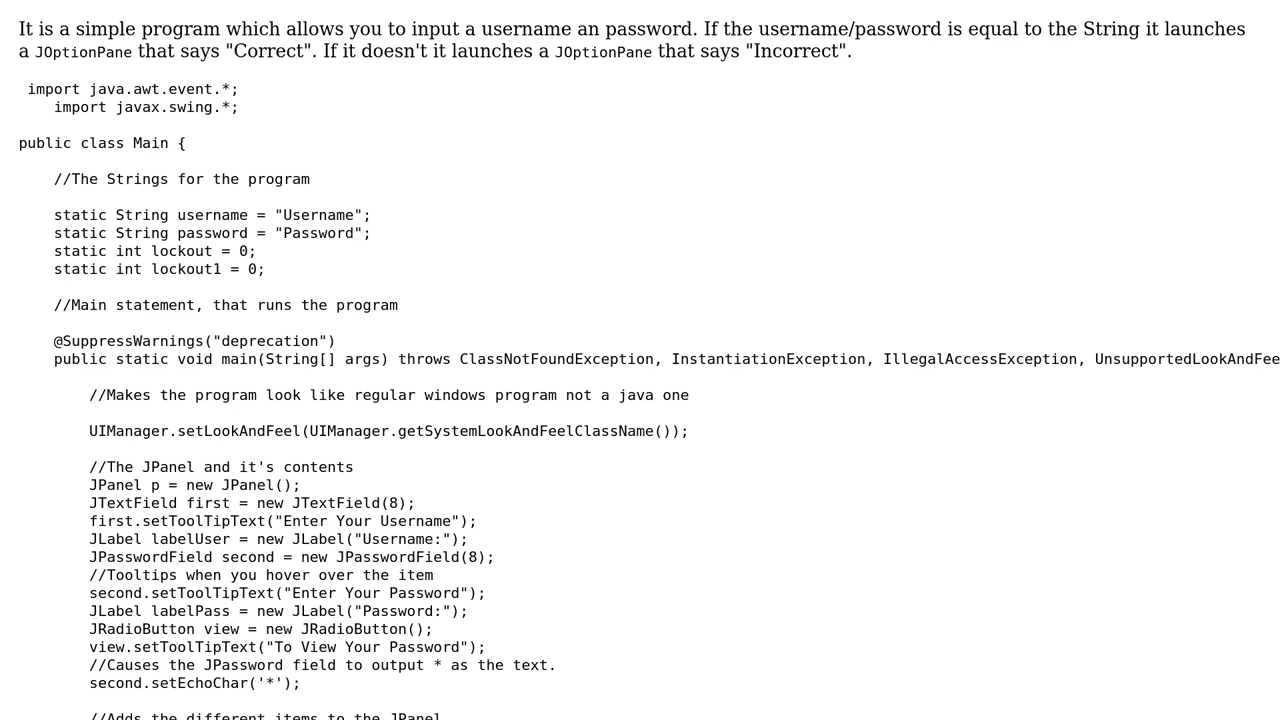 It is a simple program which allows you to input a username an password. If the username/password is equal to the String it launches
a JOptionPane that says "Correct". If it doesn't it launches a JOptionPane that says "Incorrect".
import java.awt.event.*;
import javax.swing.*;
public class Main {
//The Strings for the program
static String username = "Username";
static String password = "Password";
static int lockout = 0;
static int lockout1 = 0;
//Main statement, that runs the program
@SuppressWarnings("deprecation")
public static void main(String[] args) throws ClassNotFoundException, InstantiationException, IllegalAccessException, UnsupportedLookAndFee
//Makes the program look like regular windows program not a java one
UIManager.setLookAndFeel(UIManager.getSystemLookAndFeelClassName());
//The JPanel and it's contents
JPanel p = new JPanel();
JTextField first = new JTextField(8);
first.setToolTipText("Enter Your Username");
JLabel labelUser = new JLabel("Username:");
JPasswordField second = new JPasswordField(8);
//Tooltips when you hover over the item
second.setToolTipText("Enter Your Password");
JLabel labelPass = new JLabel("Password:");
JRadioButton view = new JRadioButton();
view.setToolTipText("To View Your Password");
//Causes the JPassword field to output * as the text.
second.setEchoChar('*');
//Adds the different items to the JPanel